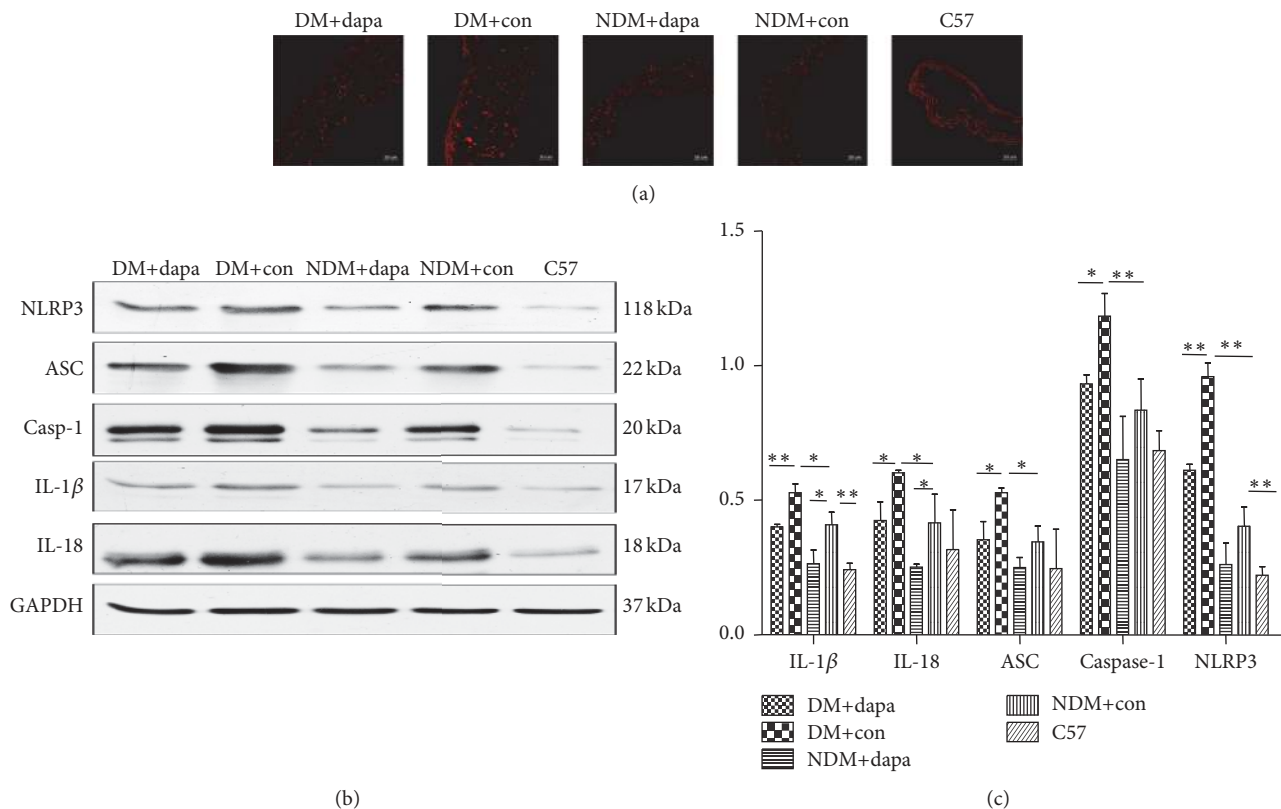 DM+dapa DM+con NDM+dapa NDM+con C57
(a)
DM+dapa DM+con NDM+dapa NDM+con C57
NLRP3 118 kDa
ASC 22 kDa
Casp-1 20 kDa
IL-1β 17 kDa
IL-18 18 kDa
GAPDH 37 kDa
(b)
1.5
1.0
0.5
0.0
* **
** **
** * * * * * **
* ** *
IL-1β IL-18 ASC Caspase-1 NLRP3
DM+dapa NDM+con
DM+con C57
NDM+dapa
(c)